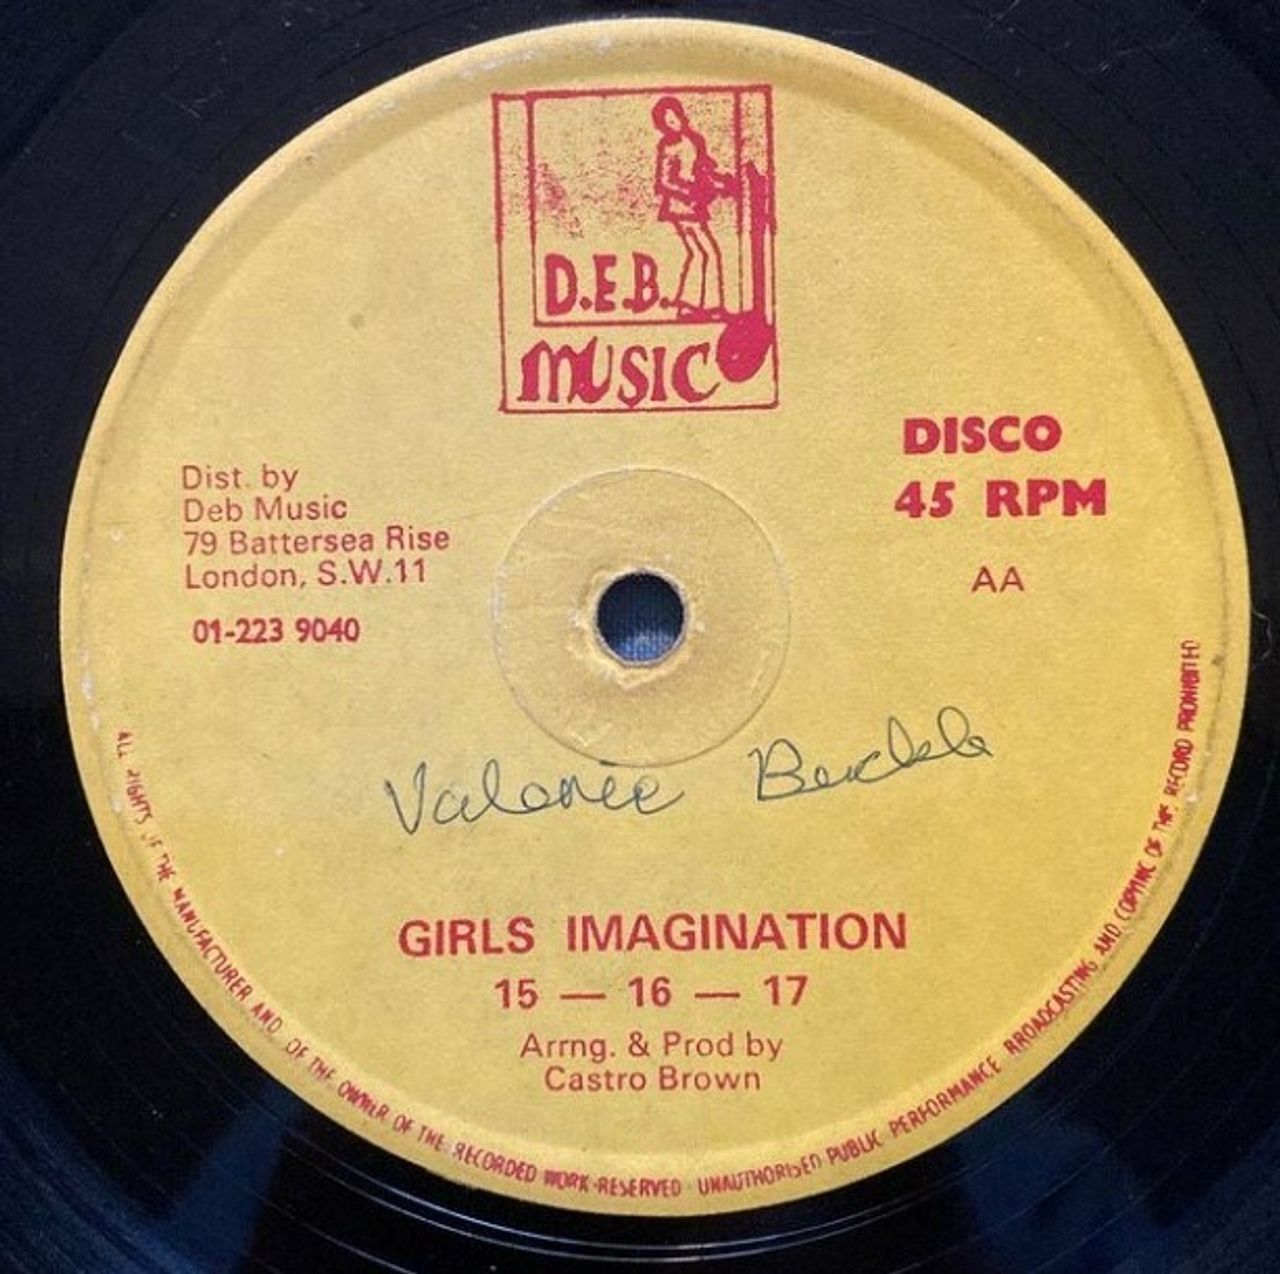 D.E.B.
MUSIC
DISCO
45 RPM
AA
Dist. by
Deb Music
79 Battersea Rise
London, S.W.11
01-223 9040
Valerie
GIRLS IMAGINATION
15 — 16 — 17
Arrng. & Prod by
Castro Brown
ALL RIGHTS OF THE MANUFACTURER AND OF THE OWNER OF THE RECORDED WORK RESERVED UNAUTHORISED PUBLIC PERFORMANCE BROADCASTING AND COPYING OF THE RECORD PROHIBITED